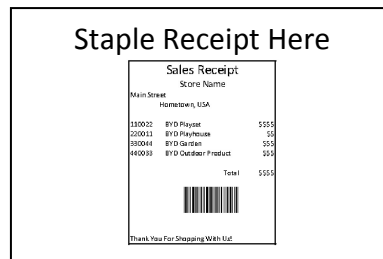 Staple Receipt Here
Sales Receipt
Store Name
Main Street
Hometown, USA
110022 BYD Playset $$$$
220011 BYD Playhouse $$
330044 BYD Garden $$$
440033 BYD Outdoor Product $$$
Total $$$$
Thank You For Shopping With Us!